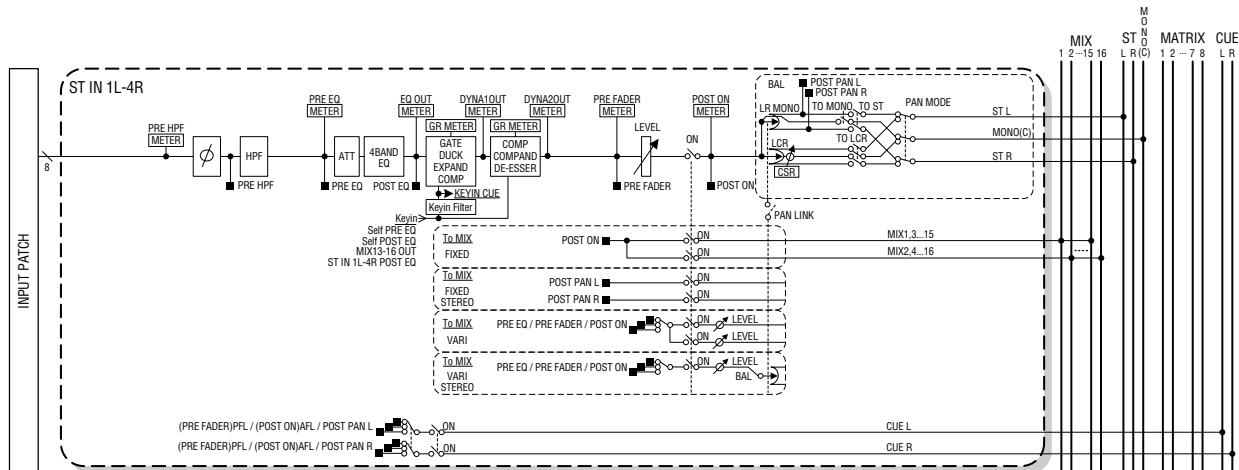 M
O
N
O
(C)
MIX ST MATRIX CUE
1 2 ··· 15 16 L R 1 2 ··· 7 8 L R
INPUT PATCH
8
ST IN 1L-4R
PRE HPF
METER
Ø
HPF
PRE HPF
PRE EQ
METER
ATT
PRE EQ
4BAND
EQ
EQ OUT
METER
POST EQ
DYNA1OUT
METER
GR METER
GATE
DUCK
EXPAND
COMP
KEYIN CUE
Keyin Filter
DYNA2OUT
METER
GR METER
COMP
COMPAND
DE-ESSER
PRE FADER
METER
LEVEL
PRE FADER
ON
POST ON
METER
POST ON
BAL
POST PAN L
POST PAN R
LR MONO
TO MONO
TO ST
PAN MODE
LCR
TO LCR
CSR
PAN LINK
ST L
MONO(C)
ST R
Keyin
Self PRE EQ
Self POST EQ
MIX13-16 OUT
ST IN 1L-4R POST EQ
To MIX
FIXED
POST ON
ON
ON
MIX1,3...15
MIX2,4...16
To MIX
FIXED
STEREO
POST PAN L
ON
POST PAN R
ON
To MIX
VARI
PRE EQ / PRE FADER / POST ON
ON
LEVEL
ON
LEVEL
To MIX
VARI
STEREO
PRE EQ / PRE FADER / POST ON
ON
LEVEL
BAL
(PRE FADER)PFL / (POST ON)AFL / POST PAN L
ON
CUE L
(PRE FADER)PFL / (POST ON)AFL / POST PAN R
ON
CUE R